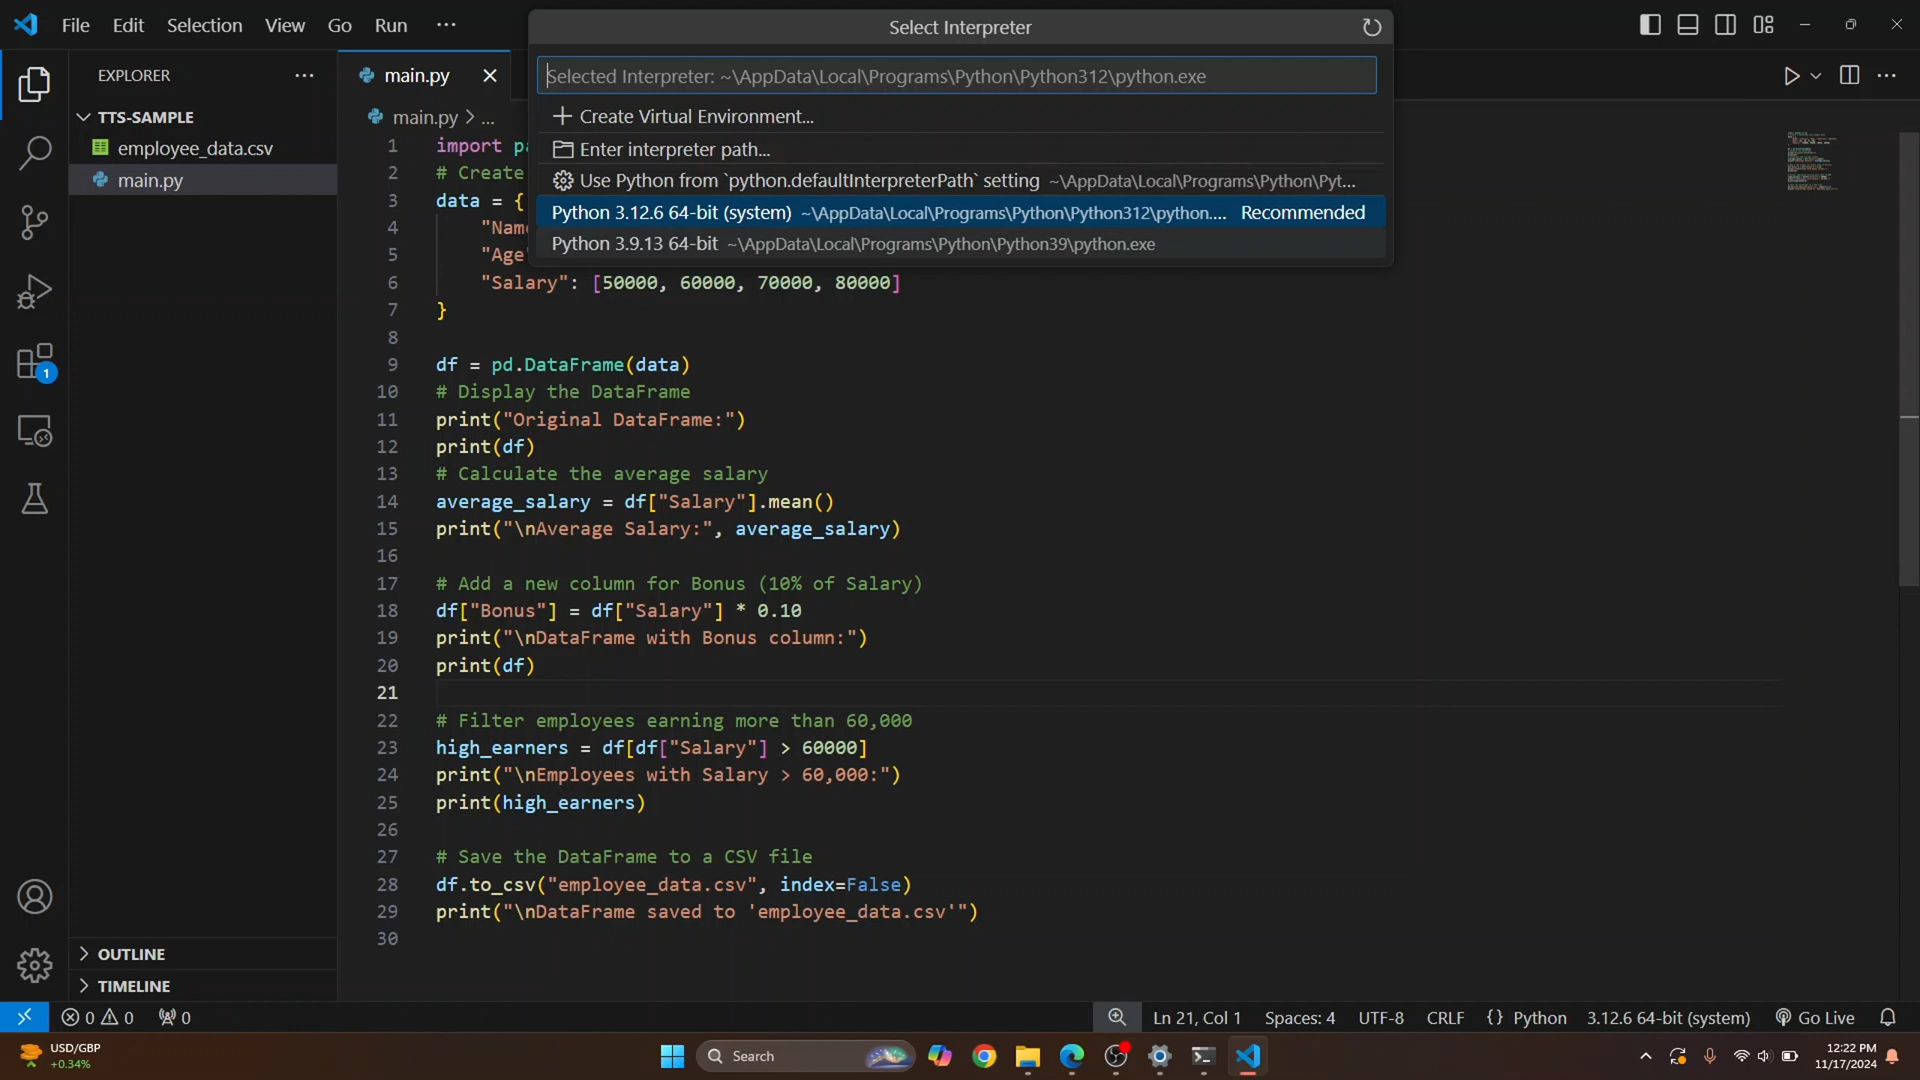 File Edit Selection View Go Run ...
Select Interpreter
EXPLORER ...
main.py
Selected Interpreter: ~\AppData\Local\Programs\Python\Python312\python.exe
TTS-SAMPLE
main.py > ...
Create Virtual Environment...
employee_data.csv
main.py
Enter interpreter path...
Use Python from `python.defaultInterpreterPath` setting ~\AppData\Local\Programs\Python\Pyt...
Python 3.12.6 64-bit (system) ~\AppData\Local\Programs\Python\Python312\python.... Recommended
Python 3.9.13 64-bit ~\AppData\Local\Programs\Python\Python39\python.exe
1 import pa
2 # Create
3 data = {
4 "Name
5 "Age"
6 "Salary": [50000, 60000, 70000, 80000]
7 }
8
9 df = pd.DataFrame(data)
10 # Display the DataFrame
11 print("Original DataFrame:")
12 print(df)
13 # Calculate the average salary
14 average_salary = df["Salary"].mean()
15 print("\nAverage Salary:", average_salary)
16
17 # Add a new column for Bonus (10% of Salary)
18 df["Bonus"] = df["Salary"] * 0.10
19 print("\nDataFrame with Bonus column:")
20 print(df)
21
22 # Filter employees earning more than 60,000
23 high_earners = df[df["Salary"] > 60000]
24 print("\nEmployees with Salary > 60,000:")
25 print(high_earners)
26
27 # Save the DataFrame to a CSV file
28 df.to_csv("employee_data.csv", index=False)
29 print("\nDataFrame saved to 'employee_data.csv'")
30
1
OUTLINE
TIMELINE
0 0 0
Ln 21, Col 1 Spaces: 4 UTF-8 CRLF {} Python 3.12.6 64-bit (system) Go Live
USD/GBP
+0.34%
Search
12:22 PM
11/17/2024